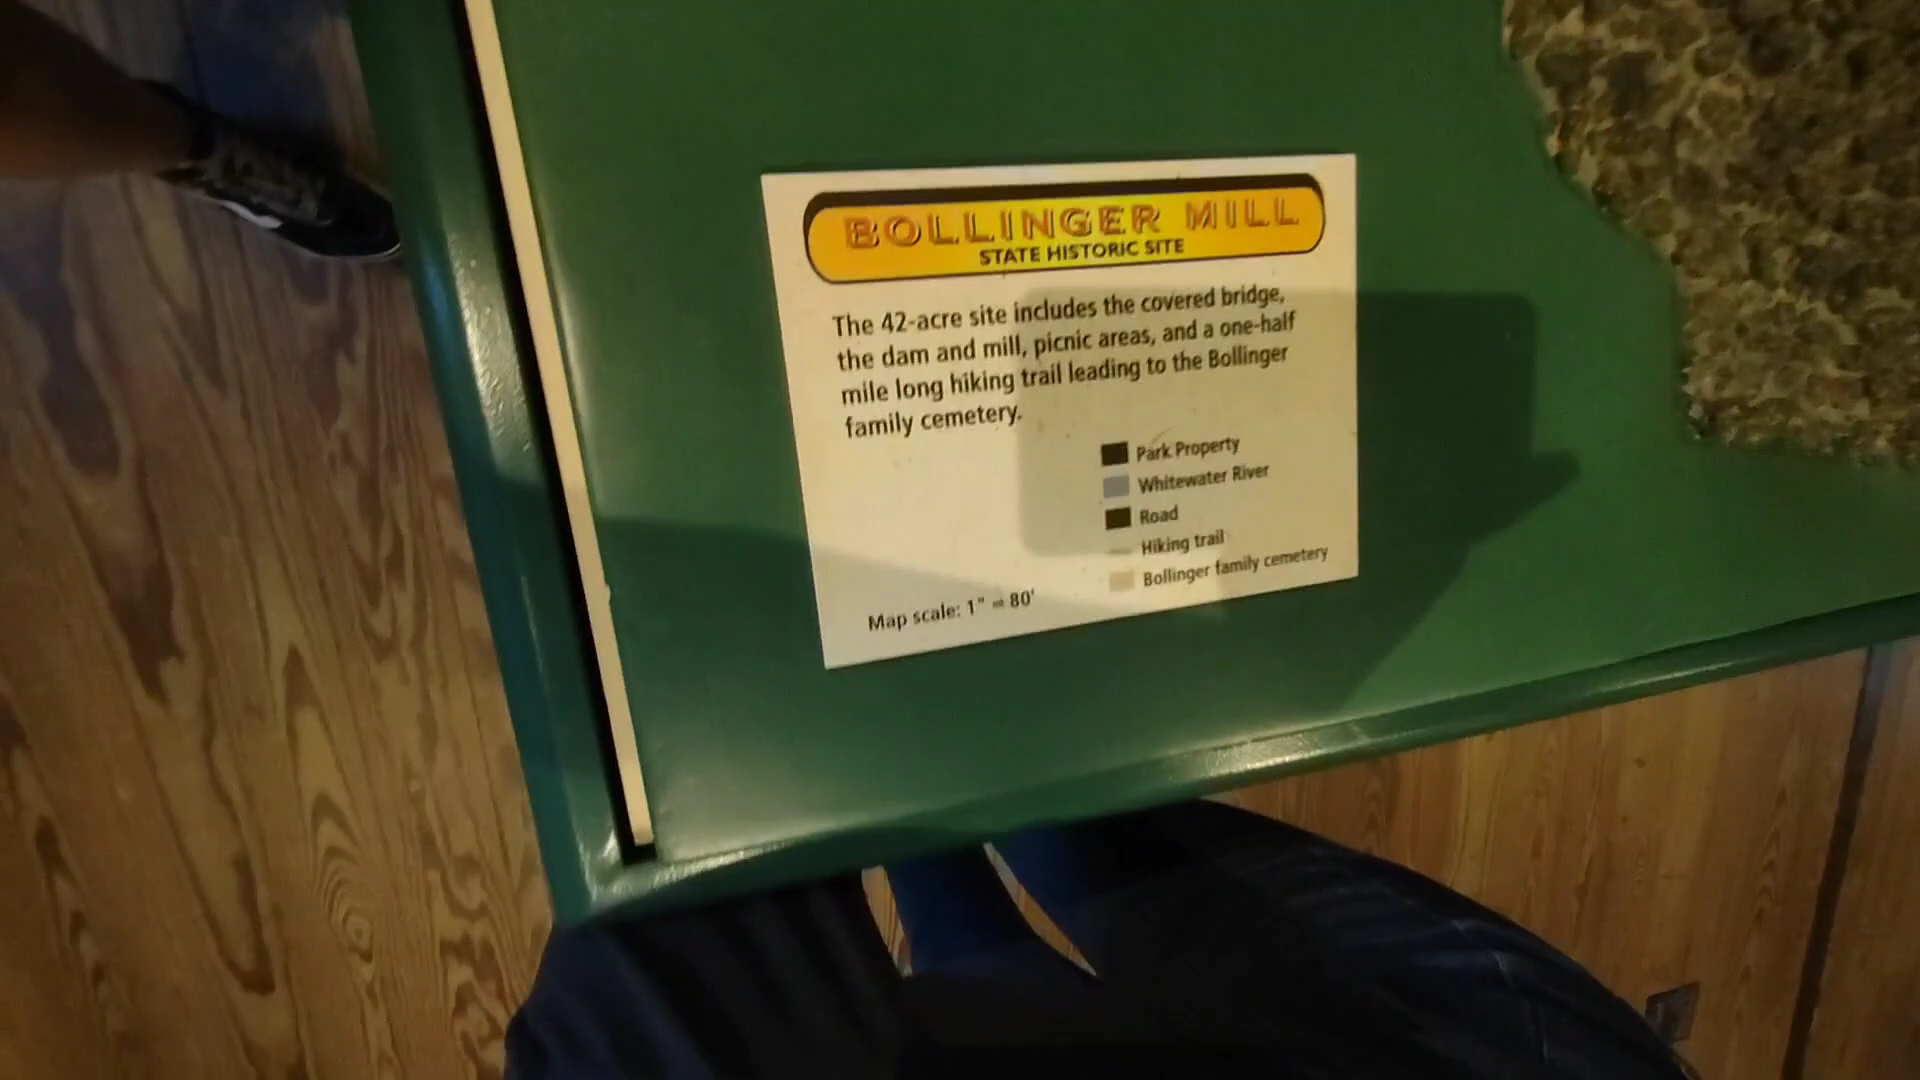 BOLLINGER MILL
STATE HISTORIC SITE
The 42-acre site includes the covered bridge,
the dam and mill, picnic areas, and a one-half
mile long hiking trail leading to the Bollinger
family cemetery.
Park Property
Whitewater River
Road
Hiking trail
Bollinger family cemetery
Map scale: 1" = 80'